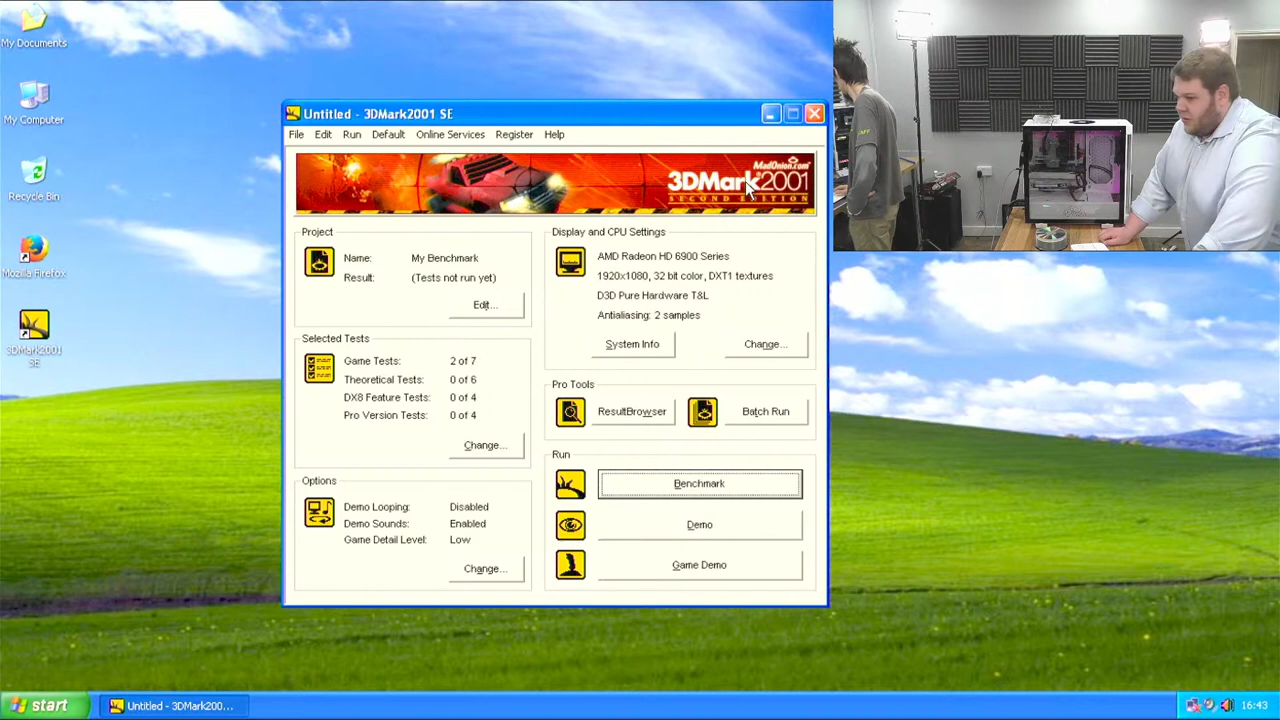 My Documents
My Computer
Recycle Bin
Mozilla Firefox
3DMark2001
SE
Untitled - 3DMark2001 SE
File Edit Run Default Online Services Register Help
MadOnion.com
3DMark2001
SECOND EDITION
Project
Name: My Benchmark
Result: (Tests not run yet)
Edit...
Selected Tests
Game Tests: 2 of 7
Theoretical Tests: 0 of 6
DX8 Feature Tests: 0 of 4
Pro Version Tests: 0 of 4
Change...
Options
Demo Looping: Disabled
Demo Sounds: Enabled
Game Detail Level: Low
Change...
Display and CPU Settings
AMD Radeon HD 6900 Series
1920x1080, 32 bit color, DXT1 textures
D3D Pure Hardware T&L
Antialiasing: 2 samples
System Info
Change...
Pro Tools
ResultBrowser
Batch Run
Run
Benchmark
Demo
Game Demo
start
Untitled - 3DMark200...
16:43